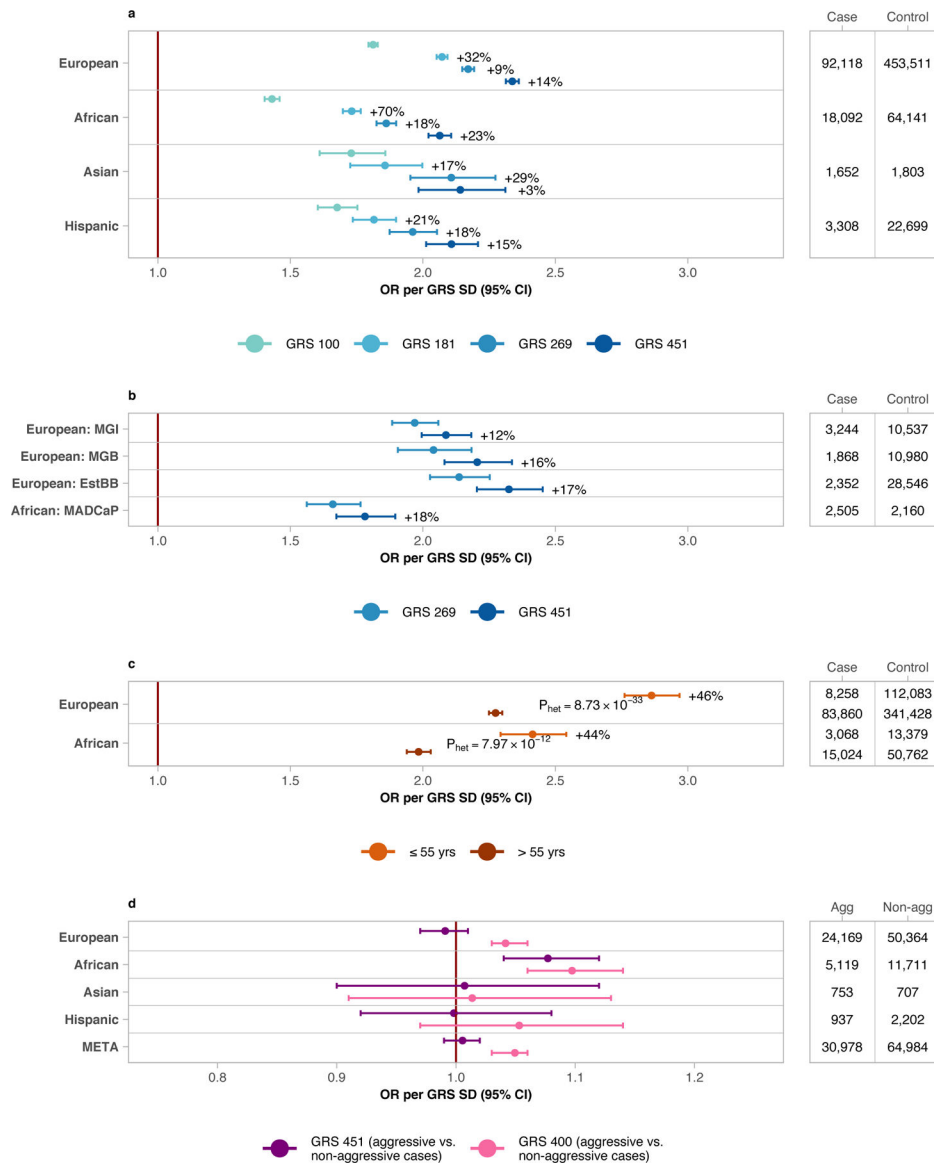 a
Case Control
European +32% +9% +14% 92,118 453,511
African +70% +18% +23% 18,092 64,141
Asian +17% +29% +3% 1,652 1,803
Hispanic +21% +18% +15% 3,308 22,699
1.0 1.5 2.0 2.5 3.0
OR per GRS SD (95% CI)
GRS 100 GRS 181 GRS 269 GRS 451
b
Case Control
European: MGI +12% 3,244 10,537
European: MGB +16% 1,868 10,980
European: EstBB +17% 2,352 28,546
African: MADCaP +18% 2,505 2,160
1.0 1.5 2.0 2.5 3.0
OR per GRS SD (95% CI)
GRS 269 GRS 451
c
Case Control
+46% 8,258 112,083
European Phet = 8.73 × 10−33 83,860 341,428
+44% 3,068 13,379
African Phet = 7.97 × 10−12 15,024 50,762
1.0 1.5 2.0 2.5 3.0
OR per GRS SD (95% CI)
≤ 55 yrs > 55 yrs
d
Agg Non-agg
European 24,169 50,364
African 5,119 11,711
Asian 753 707
Hispanic 937 2,202
META 30,978 64,984
0.8 0.9 1.0 1.1 1.2
OR per GRS SD (95% CI)
GRS 451 (aggressive vs. GRS 400 (aggressive vs.
non-aggressive cases) non-aggressive cases)